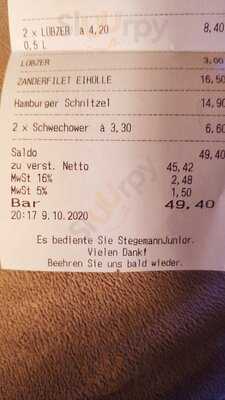 2 x LÜBZER à 4,20 8,40
0,5 L
LÜBZER 3,00
ZANDERFILET EIHÜLLE 16,50
Hamburger Schnitzel 14,90
2 x Schwechower à 3,30 6,60
Saldo 49,40
zu verst. Netto 45,42
MwSt 16% 2,48
MwSt 5% 1,50
Bar 49,40
20:17 9.10.2020
Es bediente Sie StegemannJunior.
Vielen Dank!
Beehren Sie uns bald wieder.